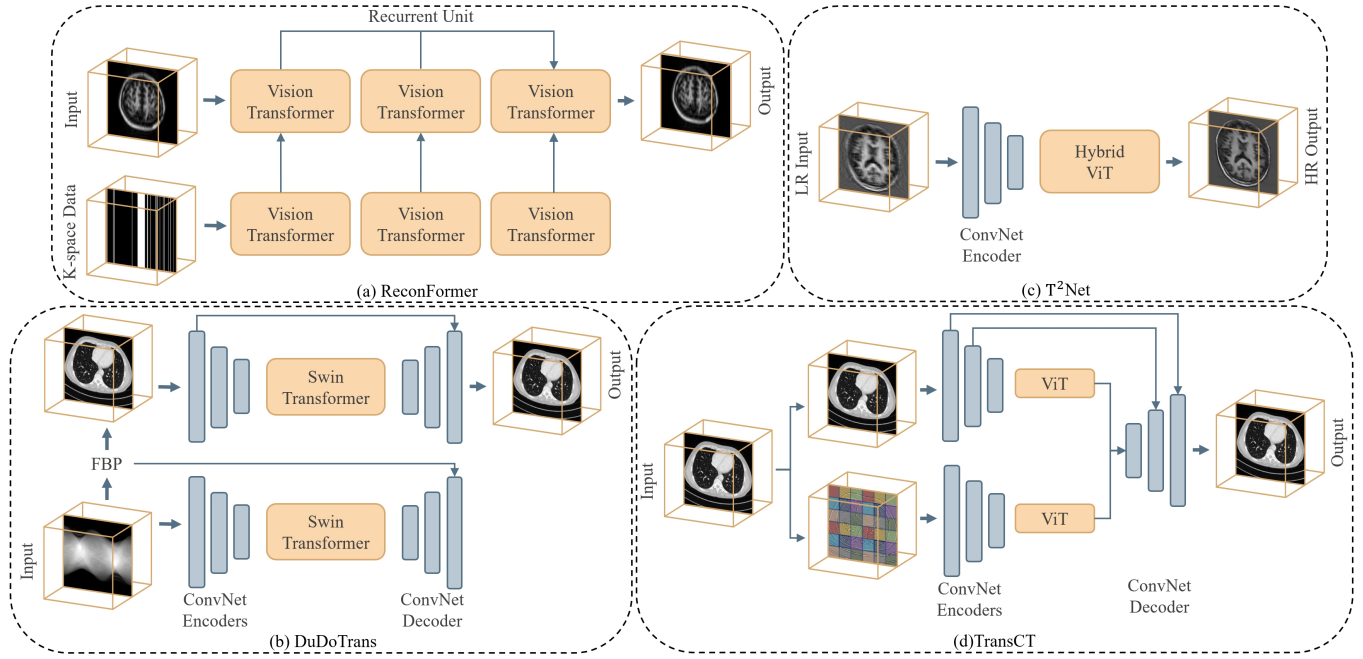 Recurrent Unit
Input
Vision
Transformer
Vision
Transformer
Vision
Transformer
Output
K-space Data
Vision
Transformer
Vision
Transformer
Vision
Transformer
(a) ReconFormer
LR Input
ConvNet
Encoder
Hybrid
ViT
HR Output
(c) T²Net
Swin
Transformer
Output
FBP
Input
Swin
Transformer
ConvNet
Encoders
ConvNet
Decoder
(b) DuDoTrans
Input
ViT
ViT
Output
ConvNet
Encoders
ConvNet
Decoder
(d)TransCT